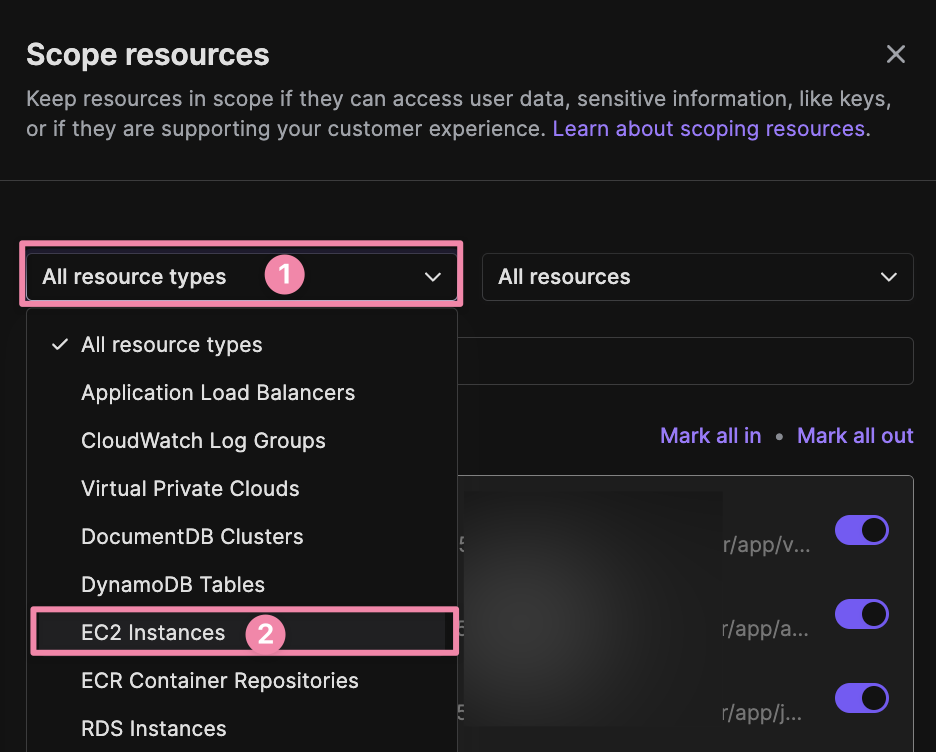 Scope resources
Keep resources in scope if they can access user data, sensitive information, like keys,
or if they are supporting your customer experience. Learn about scoping resources.
All resource types 1 All resources
All resource types
Application Load Balancers
CloudWatch Log Groups
Mark all in • Mark all out
Virtual Private Clouds
DocumentDB Clusters
r/app/v...
DynamoDB Tables
EC2 Instances 2
r/app/a...
ECR Container Repositories
r/app/j...
RDS Instances